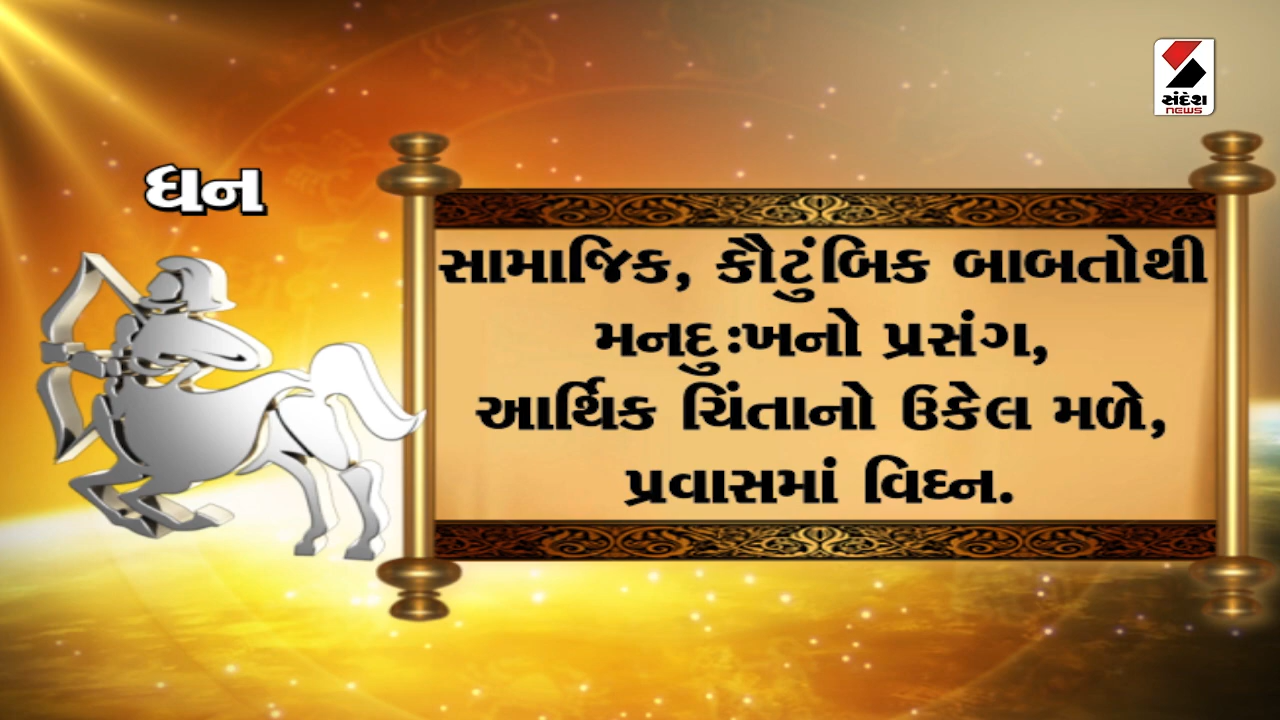 સંદેશ
NEWS
ધન
સામાજિક, કૌટુંબિક બાબતોથી
મનદુઃખનો પ્રસંગ,
આર્થિક ચિંતાનો ઉકેલ મળે,
પ્રવાસમાં વિઘ્ન.